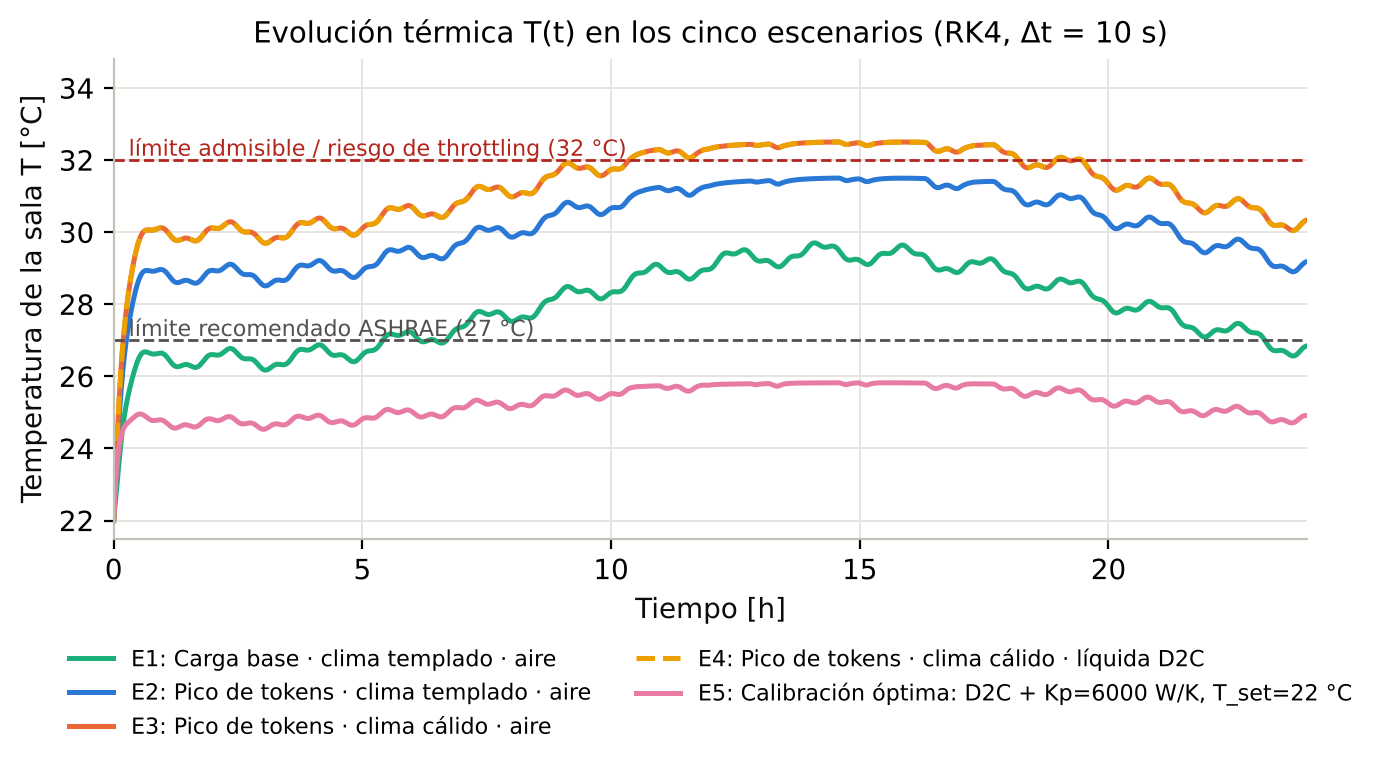 Evolución térmica T(t) en los cinco escenarios (RK4, Δt = 10 s)
Temperatura de la sala T [°C]
34
32
30
28
26
24
22
límite admisible / riesgo de throttling (32 °C)
límite recomendado ASHRAE (27 °C)
0
5
10
15
20
Tiempo [h]
E1: Carga base · clima templado · aire
E2: Pico de tokens · clima templado · aire
E3: Pico de tokens · clima cálido · aire
E4: Pico de tokens · clima cálido · líquida D2C
E5: Calibración óptima: D2C + Kp=6000 W/K, T_set=22 °C